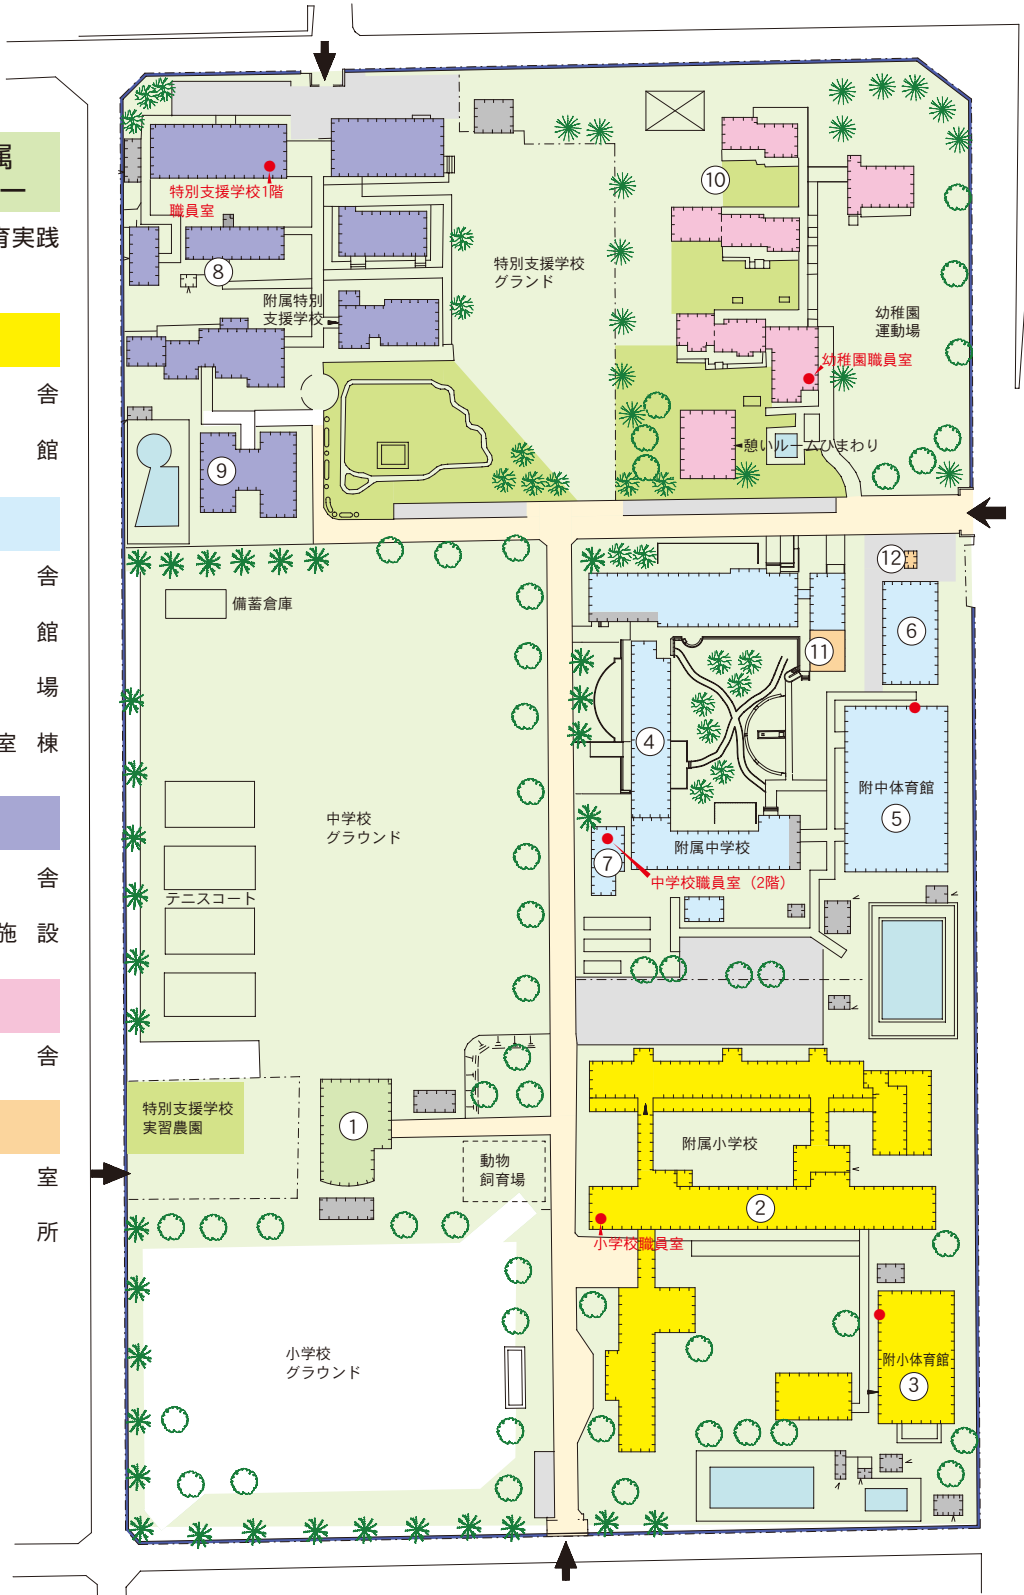 属
ー
育実践
舎
館
舎
館
場
室 棟
舎
施 設
舎
室
所
特別支援学校1階
職員室
⑧
附属特別
支援学校
⑨
特別支援学校
グランド
⑩
幼稚園
運動場
幼稚園職員室
憩いルームひまわり
備蓄倉庫
⑫
⑥
⑪
④
附中体育館
⑤
中学校
グラウンド
附属中学校
⑦
中学校職員室（2階）
テニスコート
特別支援学校
実習農園
①
動物
飼育場
附属小学校
②
小学校職員室
小学校
グラウンド
附小体育館
③